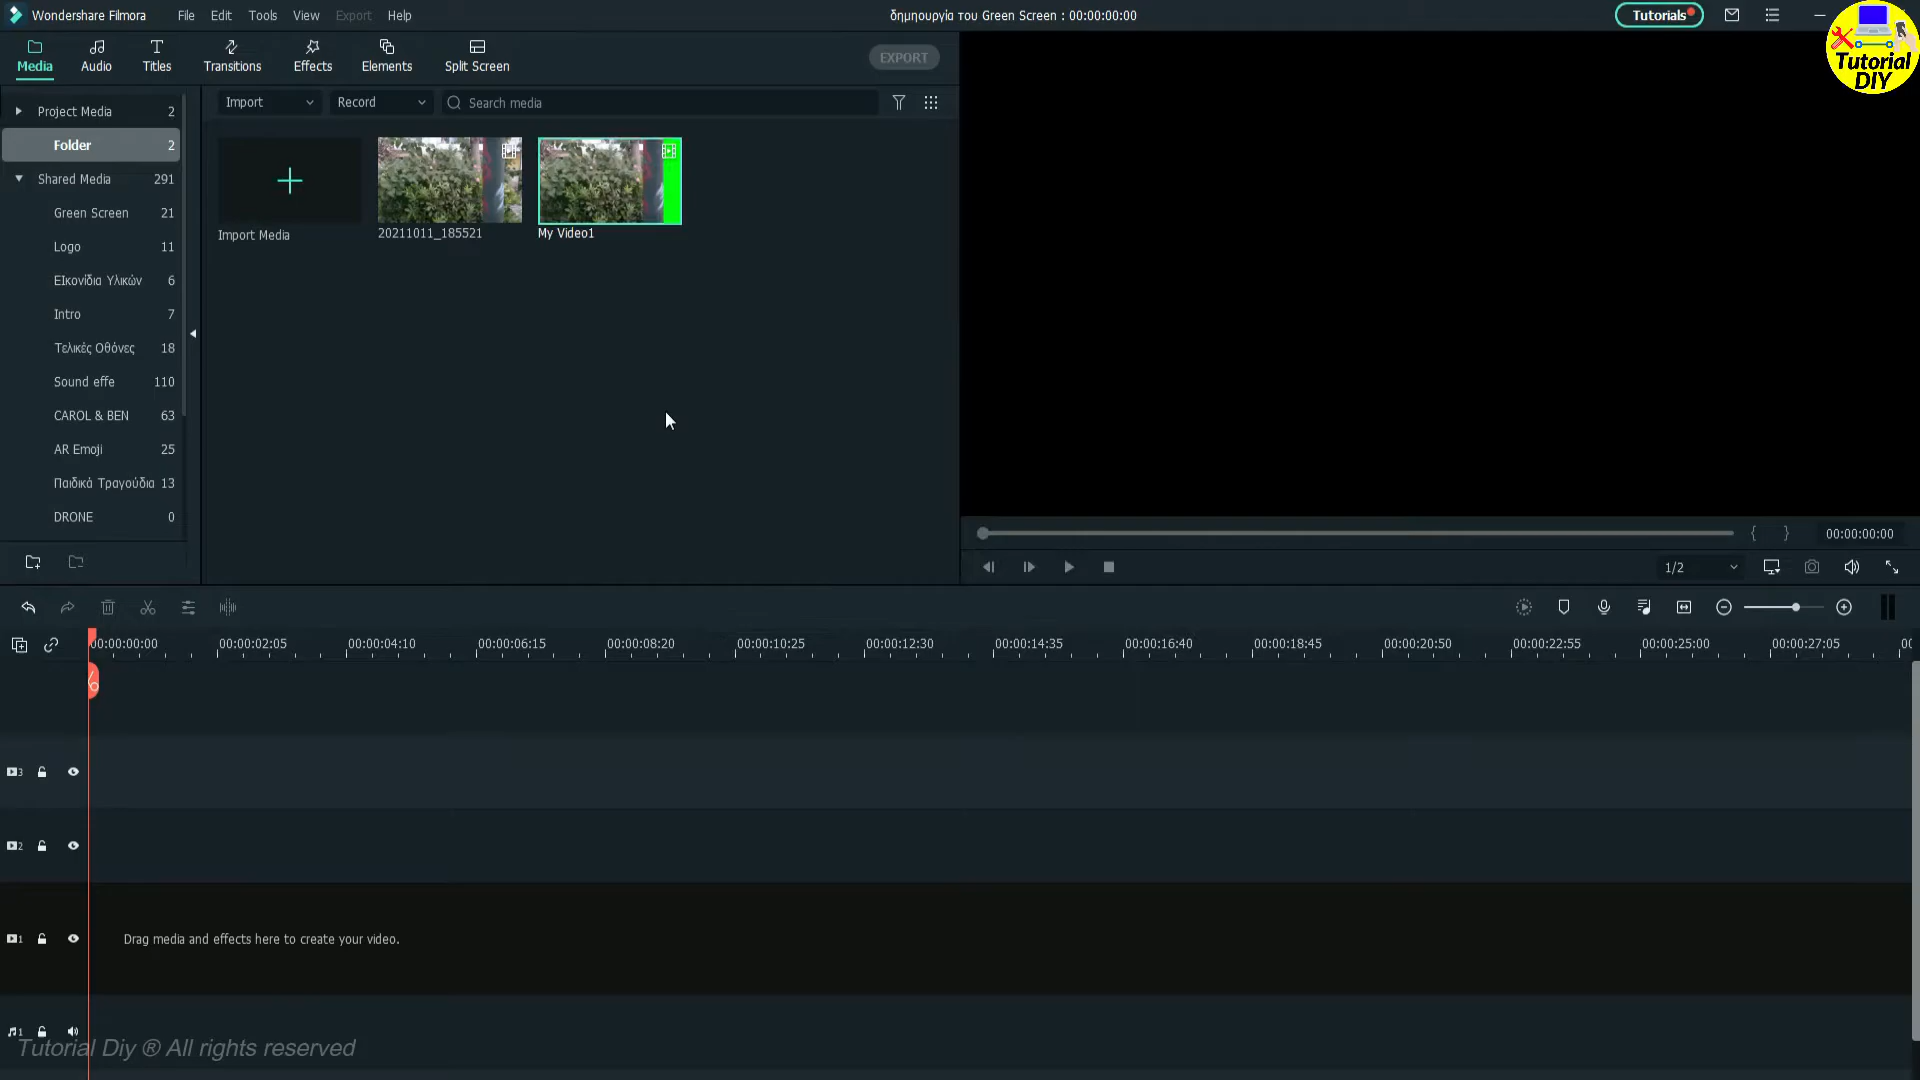 Wondershare Filmora File Edit Tools View Export Help
δημηουργία του Green Screen : 00:00:00:00
Tutorials
Tutorial
DIY
Media Audio Titles Transitions Effects Elements Split Screen
EXPORT
Import Record Search media
Project Media 2
Folder 2
Shared Media 291
Green Screen 21
Logo 11
ΕΙκονίδια Υλικών 6
Intro 7
Τελικές Οθόνες 18
Sound effe 110
CAROL & BEN 63
AR Emoji 25
Παιδικά Τραγούδια 13
DRONE 0
Import Media
20211011_185521
My Video1
{ } 00:00:00:00
1/2
00:00:00:00 00:00:02:05 00:00:04:10 00:00:06:15 00:00:08:20 00:00:10:25 00:00:12:30 00:00:14:35 00:00:16:40 00:00:18:45 00:00:20:50 00:00:22:55 00:00:25:00 00:00:27:05 00
3
2
1 Drag media and effects here to create your video.
1
Tutorial Diy ® All rights reserved